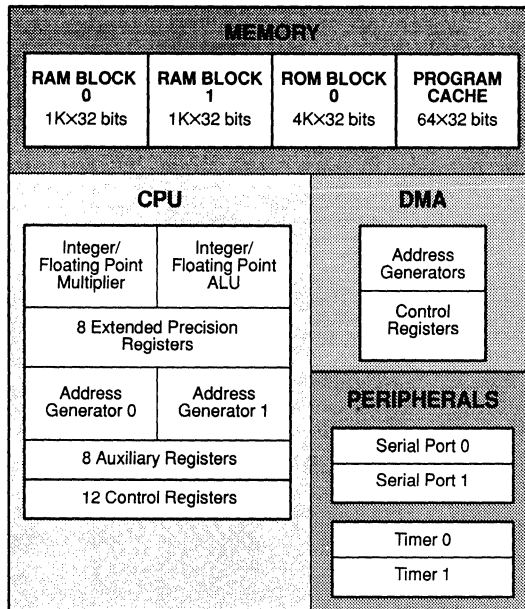 MEMORY
RAM BLOCK
0
1K×32 bits
RAM BLOCK
1
1K×32 bits
ROM BLOCK
0
4K×32 bits
PROGRAM
CACHE
64×32 bits
CPU
Integer/
Floating Point
Multiplier
Integer/
Floating Point
ALU
8 Extended Precision
Registers
Address
Generator 0
Address
Generator 1
8 Auxiliary Registers
12 Control Registers
DMA
Address
Generators
Control
Registers
PERIPHERALS
Serial Port 0
Serial Port 1
Timer 0
Timer 1